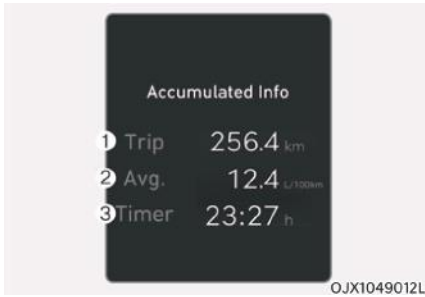 Accumulated Info
1 Trip 256.4 km
2 Avg. 12.4 L/100km
3 Timer 23:27 h
OJX1049012L